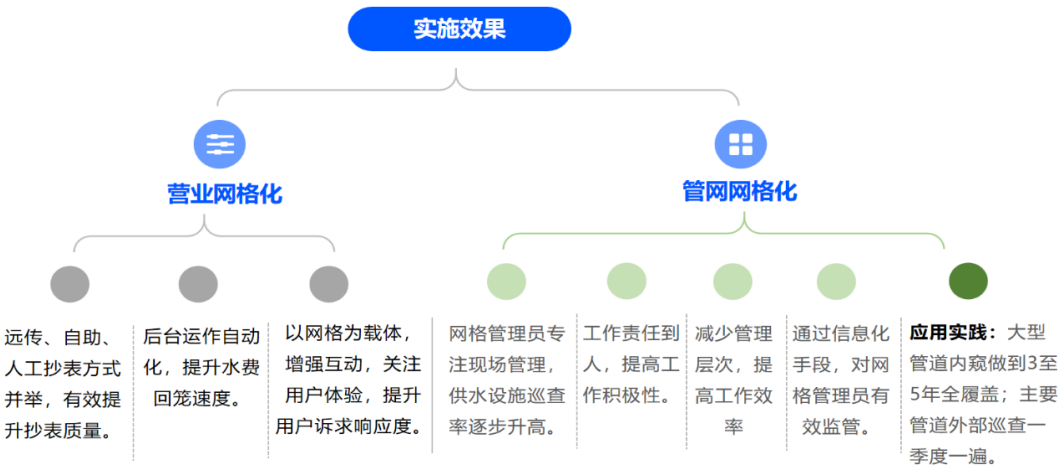 实施效果
营业网格化
管网网格化
远传、自助、
人工抄表方式
并举，有效提
升抄表质量。
后台运作自动
化，提升水费
回笼速度。
以网格为载体，
增强互动，关注
用户体验，提升
用户诉求响应度。
网格管理员专
注现场管理，
供水设施巡查
率逐步升高。
工作责任到
人，提高工
作积极性。
减少管理
层次，提
高工作效
率
通过信息化
手段，对网
格管理员有
效监管。
应用实践：大型
管道内窥做到3至
5年全履盖；主要
管道外部巡查一
季度一遍。